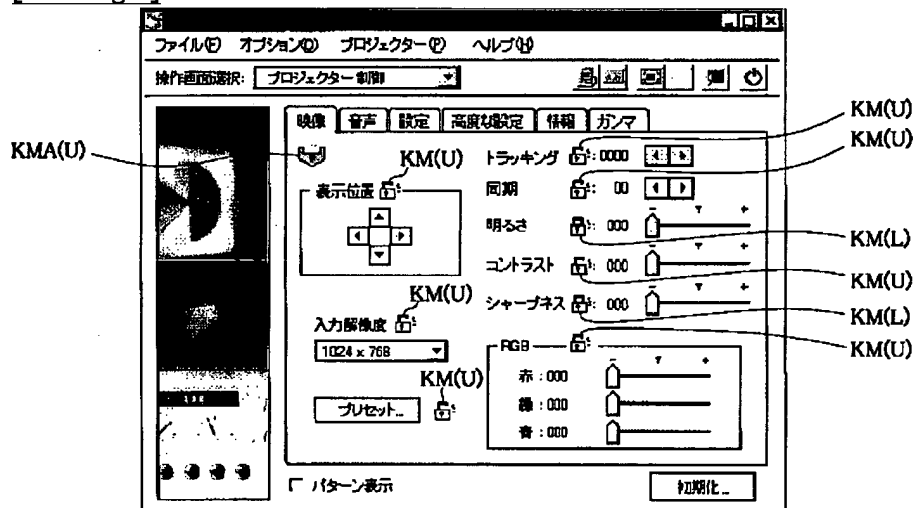 ファイル(F) オプション(O) プロジェクター(P) ヘルプ(H)
操作画面選択: プロジェクター制御
映像 音声 設定 高度な設定 情報 ガンマ
KMA(U)
KM(U)
表示位置
KM(U)
入力解像度
1024 x 768
KM(U)
プリセット...
トラッキング : 0000
KM(U)
同期 : 00
KM(U)
明るさ : 000
KM(L)
コントラスト : 000
KM(U)
シャープネス : 000
KM(L)
RGB
KM(U)
赤 : 000
緑 : 000
青 : 000
パターン表示
初期化...